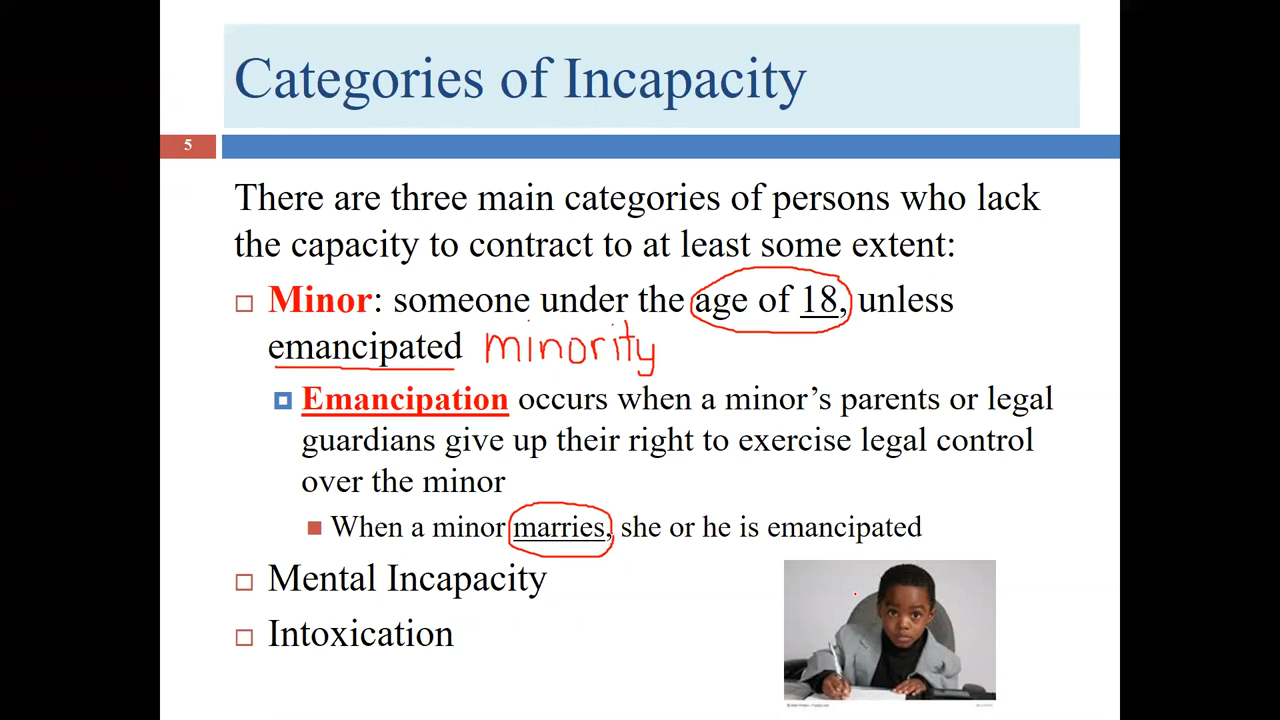 Categories of Incapacity
5
There are three main categories of persons who lack
the capacity to contract to at least some extent:
Minor: someone under the age of 18, unless
emancipated minority
Emancipation occurs when a minor’s parents or legal
guardians give up their right to exercise legal control
over the minor
When a minor marries, she or he is emancipated
Mental Incapacity
Intoxication